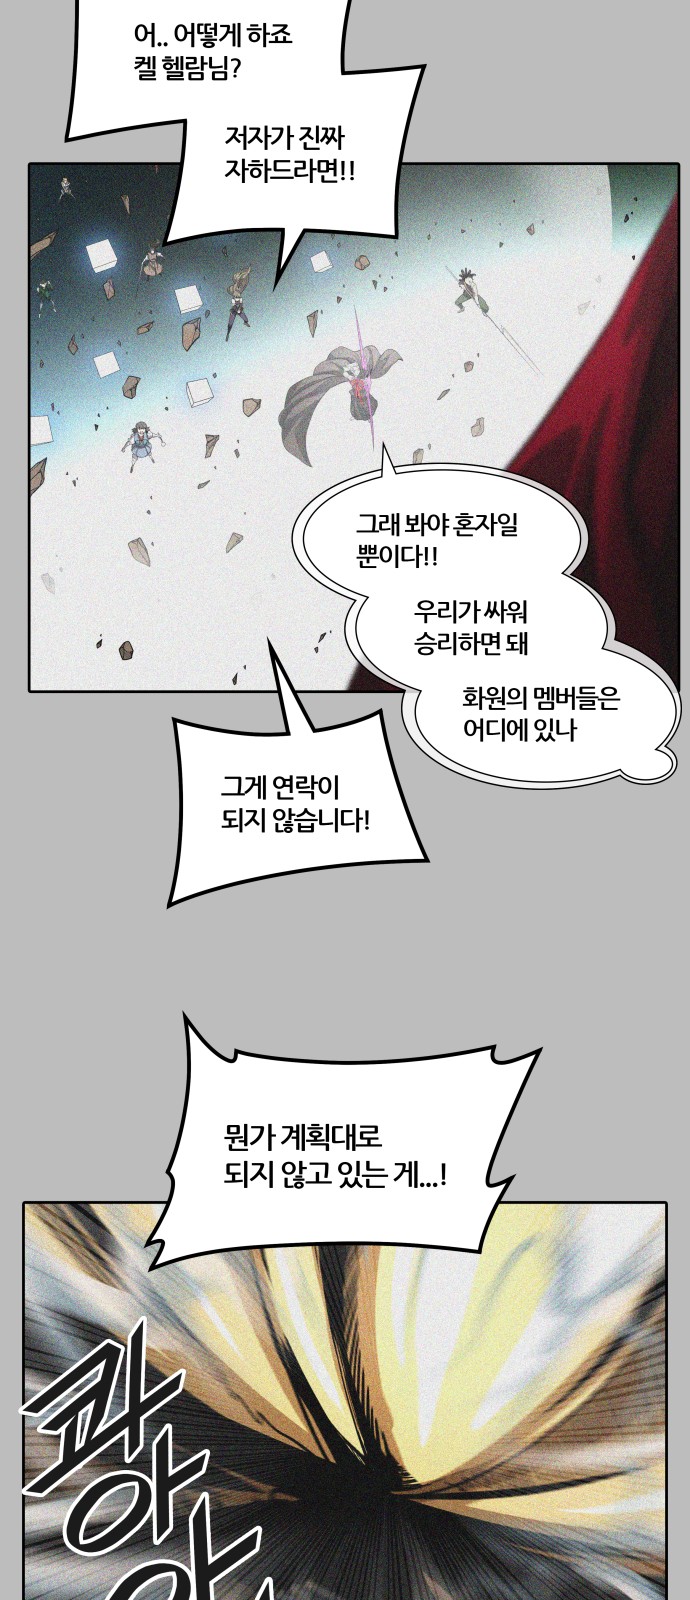 어.. 어떻게 하죠
켈 헬람님?
저자가 진짜
자하드라면!!
그래 봐야 혼자일
뿐이다!!
우리가 싸워
승리하면 돼
화원의 멤버들은
어디에 있나
그게 연락이
되지 않습니다!
뭔가 계획대로
되지 않고 있는 게...!
콰
아
아